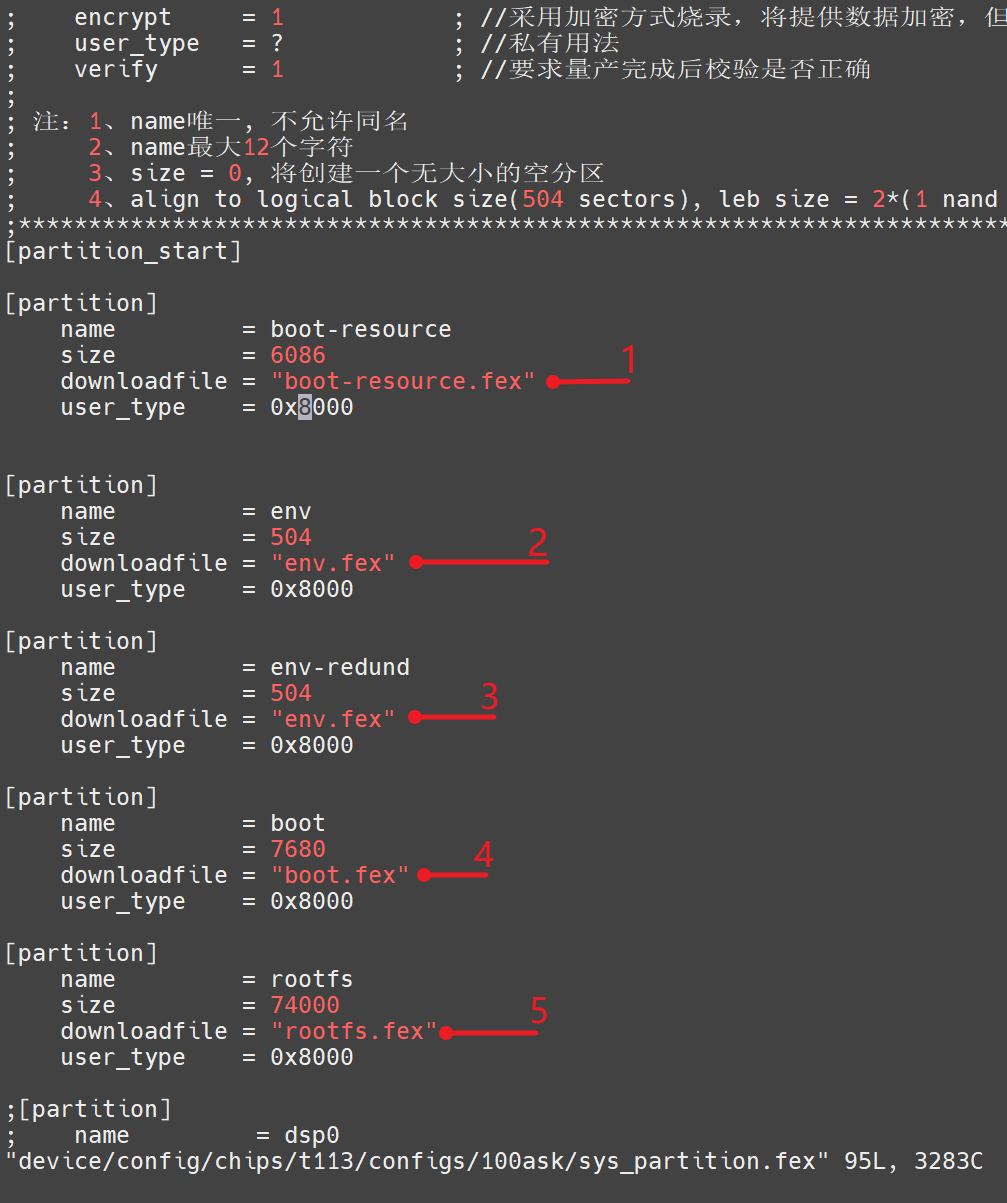 ;    encrypt     = 1             ; //采用加密方式烧录，将提供数据加密，但
;    user_type   = ?             ; //私有用法
;    verify      = 1             ; //要求量产完成后校验是否正确
;
; 注：1、name唯一, 不允许同名
;     2、name最大12个字符
;     3、size = 0, 将创建一个无大小的空分区
;     4、align to logical block size(504 sectors), leb size = 2*(1 nand
;************************************************************************
[partition_start]

[partition]
    name         = boot-resource
    size         = 6086
    downloadfile = "boot-resource.fex" 1
    user_type    = 0x8000

[partition]
    name         = env
    size         = 504
    downloadfile = "env.fex" 2
    user_type    = 0x8000

[partition]
    name         = env-redund
    size         = 504
    downloadfile = "env.fex" 3
    user_type    = 0x8000

[partition]
    name         = boot
    size         = 7680
    downloadfile = "boot.fex" 4
    user_type    = 0x8000

[partition]
    name         = rootfs
    size         = 74000
    downloadfile = "rootfs.fex" 5
    user_type    = 0x8000

;[partition]
;    name         = dsp0
"device/config/chips/t113/configs/100ask/sys_partition.fex" 95L, 3283C